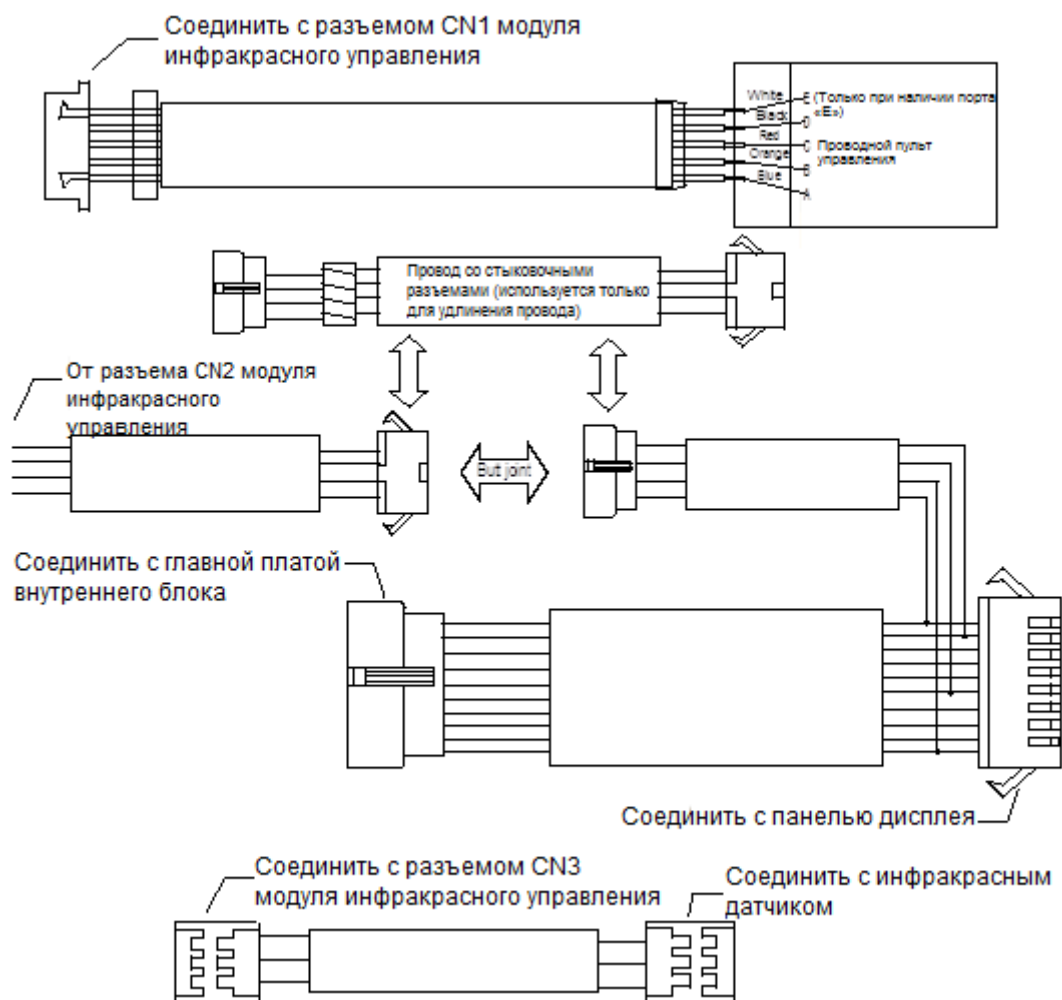 Соединить с разъемом CN1 модуля
инфракрасного управления
White
Black
Red
Orange
Blue
E (Только при наличии порта
«E»)
D
C Проводной пульт
управления
B
A
Провод со стыковочными
разъемами (используется только
для удлинения провода)
От разъема CN2 модуля
инфракрасного
управления
But joint
Соединить с главной платой
внутреннего блока
Соединить с панелью дисплея
Соединить с разъемом CN3
модуля инфракрасного управления
Соединить с инфракрасным
датчиком